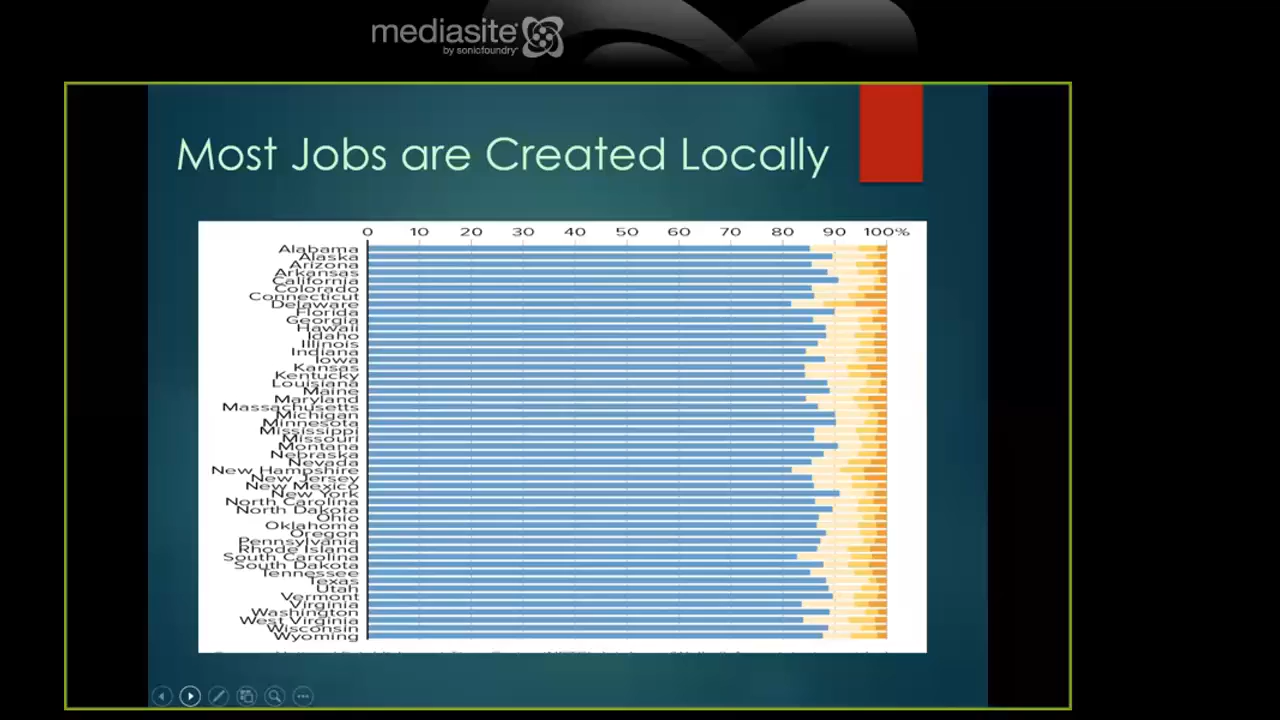 mediasite
by sonicfoundry
Most Jobs are Created Locally
0 10 20 30 40 50 60 70 80 90 100%
Alabama
Alaska
Arizona
Arkansas
California
Colorado
Connecticut
Delaware
Florida
Georgia
Hawaii
Idaho
Illinois
Indiana
Iowa
Kansas
Kentucky
Louisiana
Maine
Maryland
Massachusetts
Michigan
Minnesota
Mississippi
Missouri
Montana
Nebraska
Nevada
New Hampshire
New Jersey
New Mexico
New York
North Carolina
North Dakota
Ohio
Oklahoma
Oregon
Pennsylvania
Rhode Island
South Carolina
South Dakota
Tennessee
Texas
Utah
Vermont
Virginia
Washington
West Virginia
Wisconsin
Wyoming